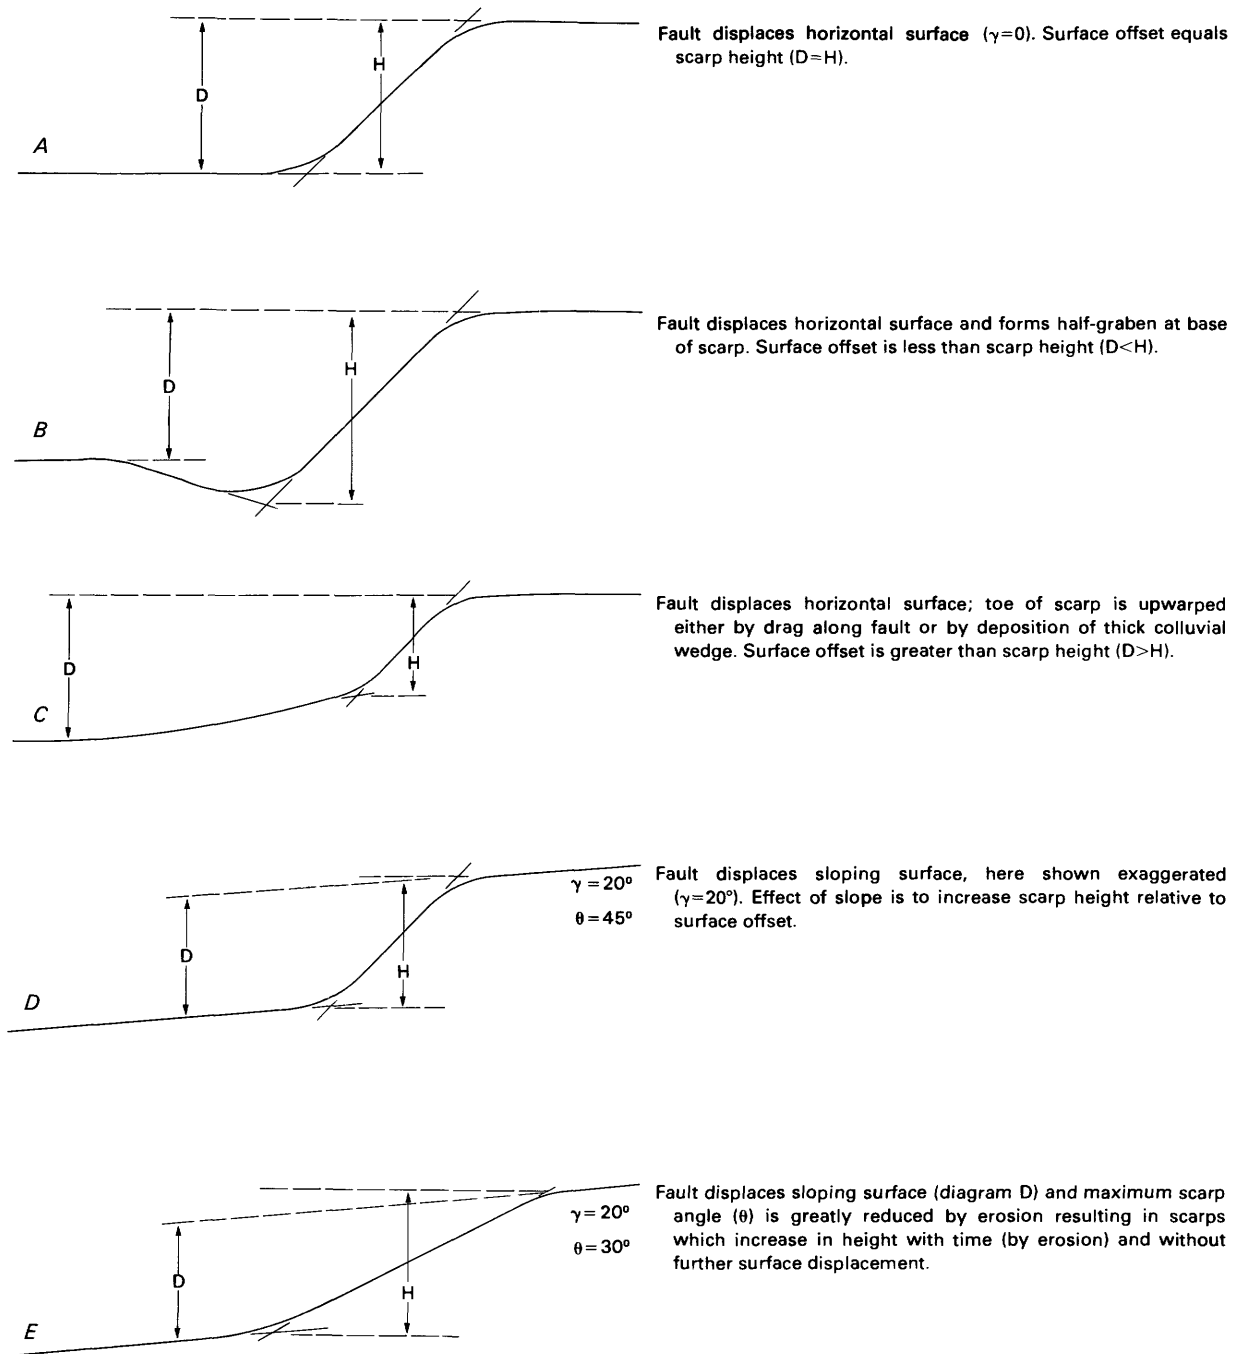 Fault displaces horizontal surface (γ=0). Surface offset equals
scarp height (D=H).
D
H
A
Fault displaces horizontal surface and forms half-graben at base
of scarp. Surface offset is less than scarp height (D<H).
D
H
B
Fault displaces horizontal surface; toe of scarp is upwarped
either by drag along fault or by deposition of thick colluvial
wedge. Surface offset is greater than scarp height (D>H).
D
H
C
Fault displaces sloping surface, here shown exaggerated
(γ=20°). Effect of slope is to increase scarp height relative to
surface offset.
γ=20°
θ=45°
D
H
D
Fault displaces sloping surface (diagram D) and maximum scarp
angle (θ) is greatly reduced by erosion resulting in scarps
which increase in height with time (by erosion) and without
further surface displacement.
γ=20°
θ=30°
D
H
E